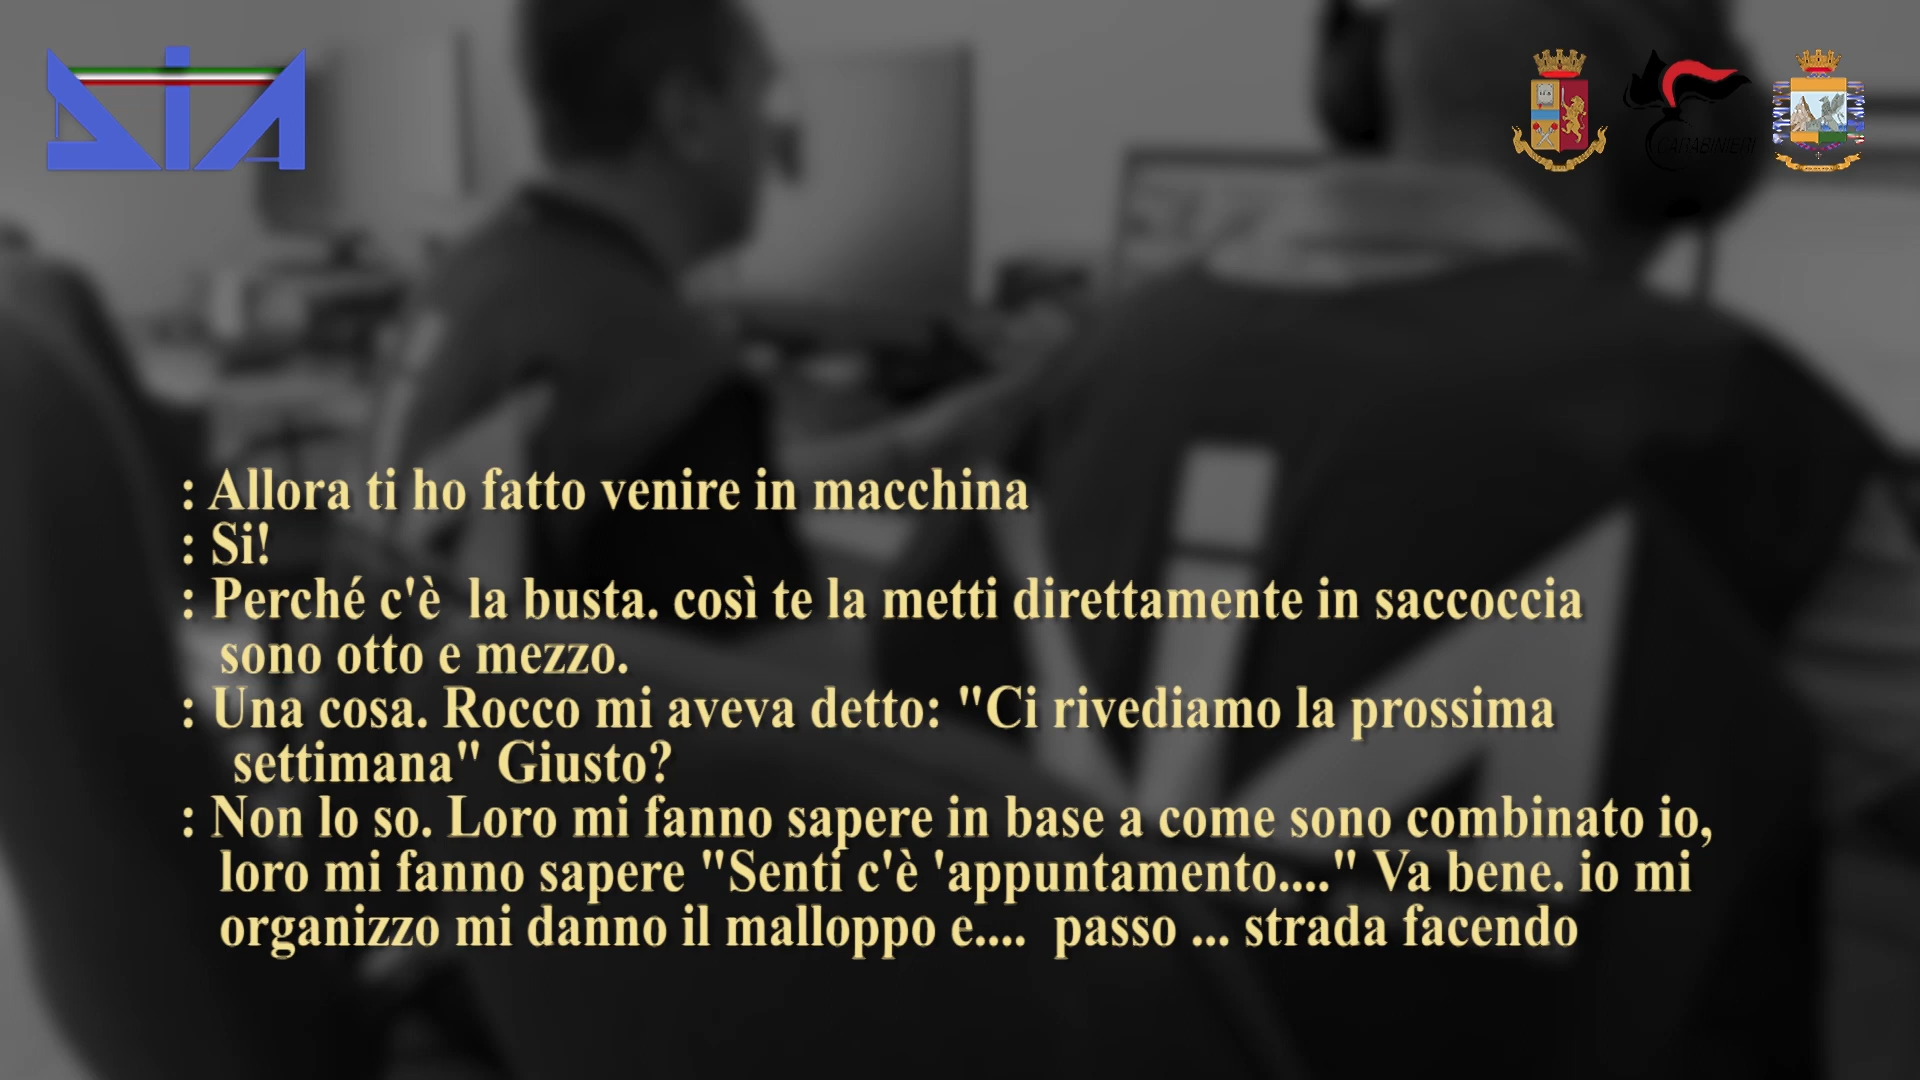 DIA
CARABINIERI
: Allora ti ho fatto venire in macchina
: Si!
: Perché c'è  la busta. così te la metti direttamente in saccoccia
sono otto e mezzo.
: Una cosa. Rocco mi aveva detto: "Ci rivediamo la prossima
settimana" Giusto?
: Non lo so. Loro mi fanno sapere in base a come sono combinato io,
loro mi fanno sapere "Senti c'è 'appuntamento...." Va bene. io mi
organizzo mi danno il malloppo e....  passo ... strada facendo